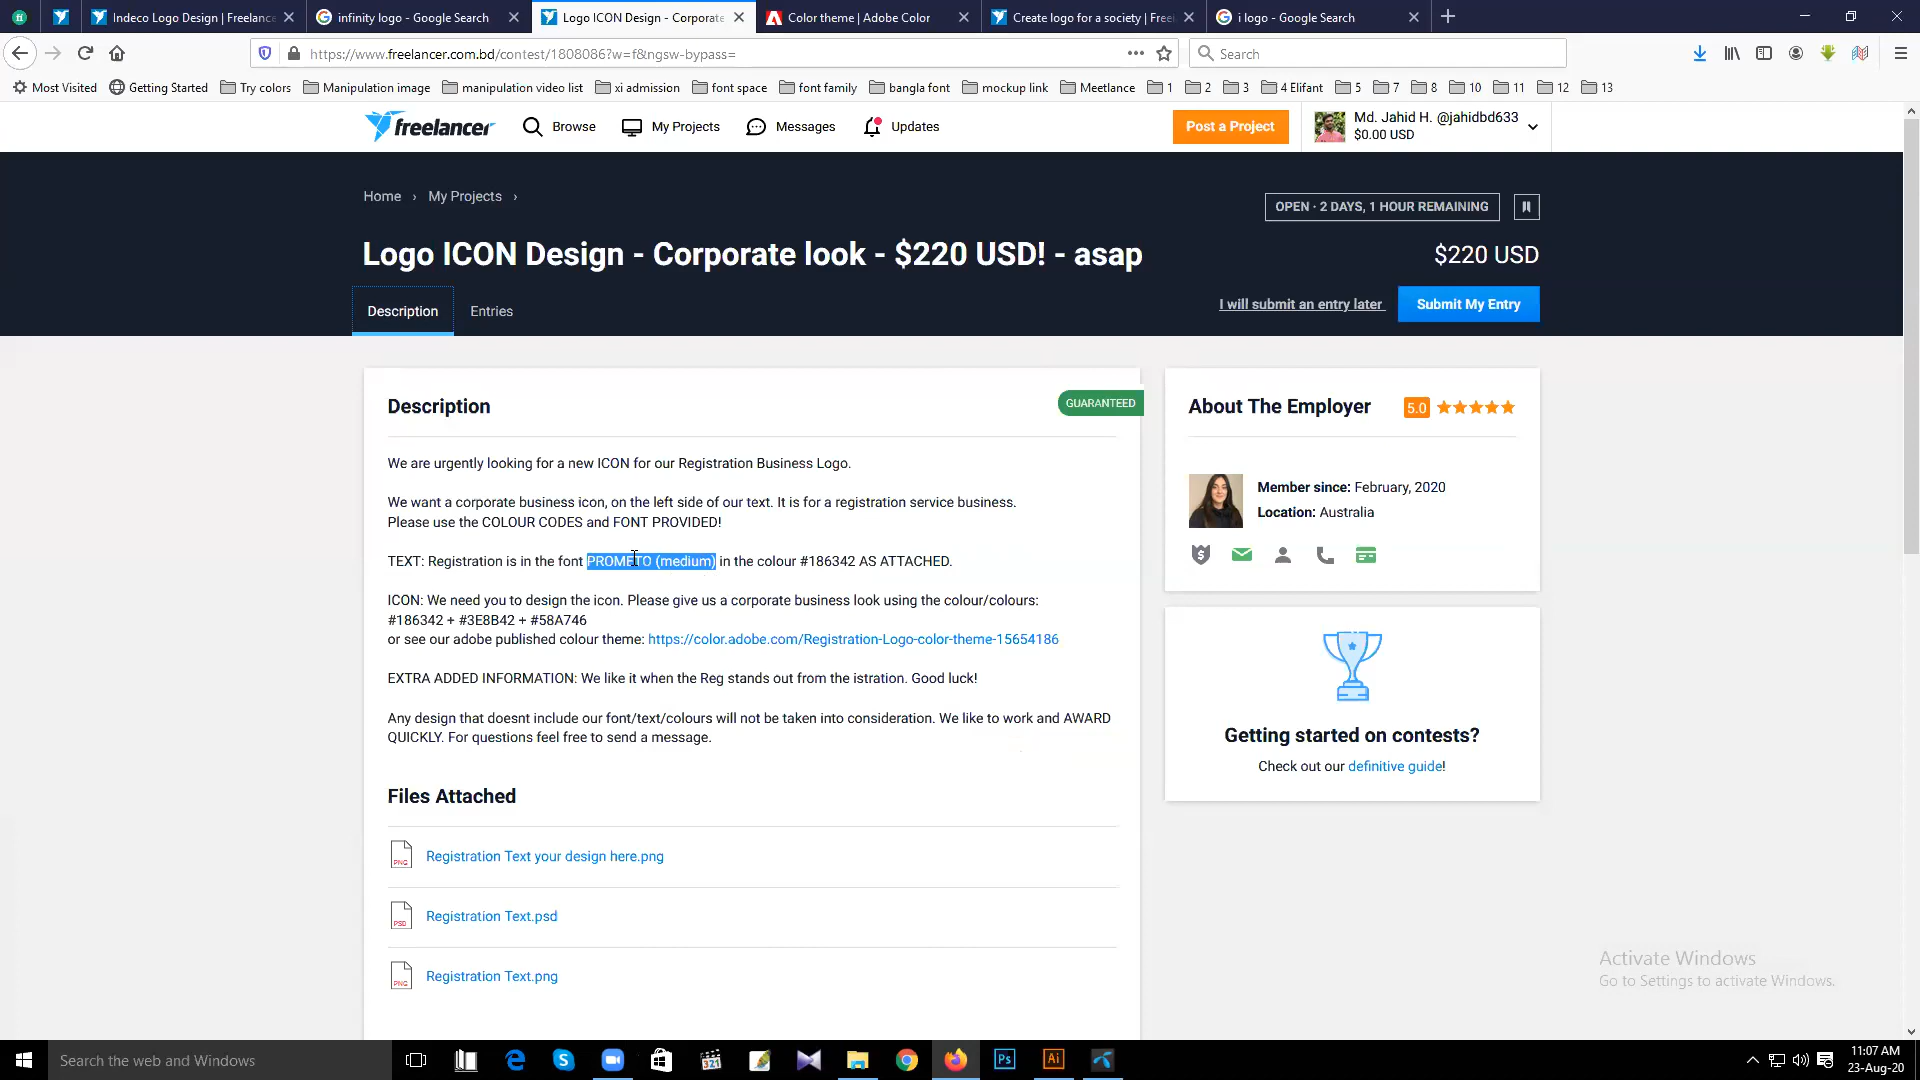 Indeco Logo Design | Freelance
infinity logo - Google Search
Logo ICON Design - Corporate
Color theme | Adobe Color
Create logo for a society | Free
i logo - Google Search
https://www.freelancer.com.bd/contest/1808086?w=f&ngsw-bypass=
Search
Most Visited
Getting Started
Try colors
Manipulation image
manipulation video list
xi admission
font space
font family
bangla font
mockup link
Meetlance
1
2
3
4 Elifant
5
7
8
10
11
12
13
freelancer
Browse
My Projects
Messages
Updates
Post a Project
Md. Jahid H. @jahidbd633
$0.00 USD
Home › My Projects ›
OPEN · 2 DAYS, 1 HOUR REMAINING
Logo ICON Design - Corporate look - $220 USD! - asap
$220 USD
Description
Entries
I will submit an entry later
Submit My Entry
Description
GUARANTEED
We are urgently looking for a new ICON for our Registration Business Logo.
We want a corporate business icon, on the left side of our text. It is for a registration service business.
Please use the COLOUR CODES and FONT PROVIDED!
TEXT: Registration is in the font PROMETO (medium) in the colour #186342 AS ATTACHED.
ICON: We need you to design the icon. Please give us a corporate business look using the colour/colours:
#186342 + #3E8B42 + #58A746
or see our adobe published colour theme: https://color.adobe.com/Registration-Logo-color-theme-15654186
EXTRA ADDED INFORMATION: We like it when the Reg stands out from the istration. Good luck!
Any design that doesnt include our font/text/colours will not be taken into consideration. We like to work and AWARD
QUICKLY. For questions feel free to send a message.
Files Attached
PNG
Registration Text your design here.png
PSD
Registration Text.psd
PNG
Registration Text.png
About The Employer
5.0
Member since: February, 2020
Location: Australia
Getting started on contests?
Check out our definitive guide!
Activate Windows
Go to Settings to activate Windows.
Search the web and Windows
Ps
Ai
11:07 AM
23-Aug-20